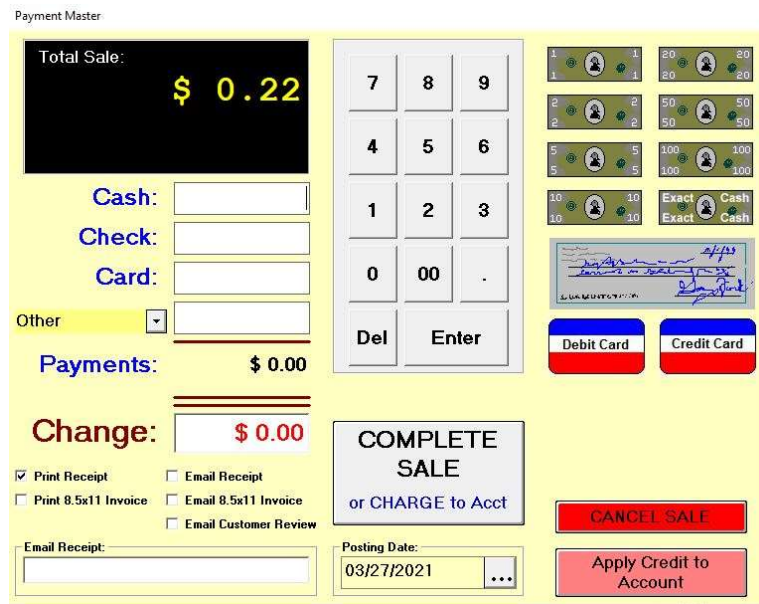 Payment Master
Total Sale:
$ 0.22
Cash:
Check:
Card:
Other
Payments:
$ 0.00
Change:
$ 0.00
Print Receipt
Email Receipt
Print 8.5x11 Invoice
Email 8.5x11 Invoice
Email Customer Review
Email Receipt:
7 8 9
4 5 6
1 2 3
0 00 .
Del Enter
COMPLETE
SALE
or CHARGE to Acct
Posting Date:
03/27/2021
...
1 1
1 1
20 20
20 20
2 2
2 2
50 50
50 50
5 5
5 5
100 100
100 100
10 10
10 10
Exact Cash
Exact Cash
Debit Card
Credit Card
CANCEL SALE
Apply Credit to
Account